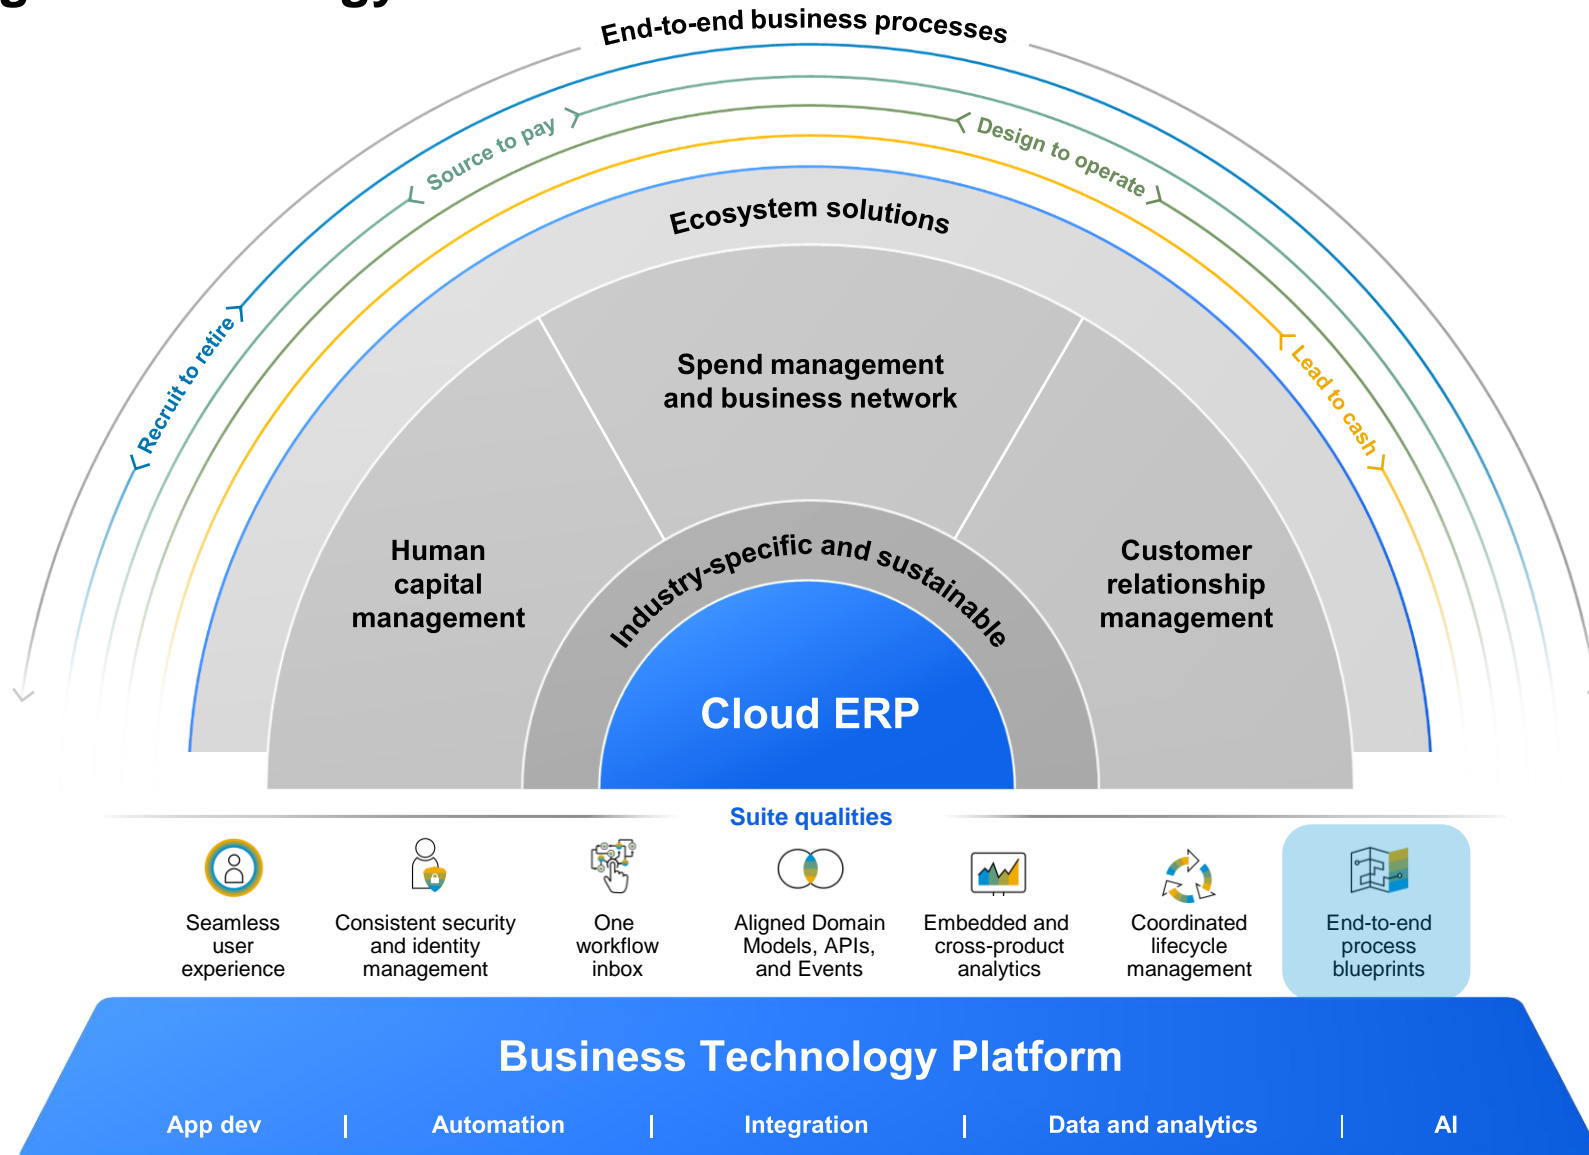 End-to-end business processes
Source to pay
Design to operate
Recruit to retire
Lead to cash
Ecosystem solutions
Spend management
and business network
Human
capital
management
Customer
relationship
management
Industry-specific and sustainable
Cloud ERP
Suite qualities
Seamless
user
experience
Consistent security
and identity
management
One
workflow
inbox
Aligned Domain
Models, APIs,
and Events
Embedded and
cross-product
analytics
Coordinated
lifecycle
management
End-to-end
process
blueprints
Business Technology Platform
App dev | Automation | Integration | Data and analytics | AI